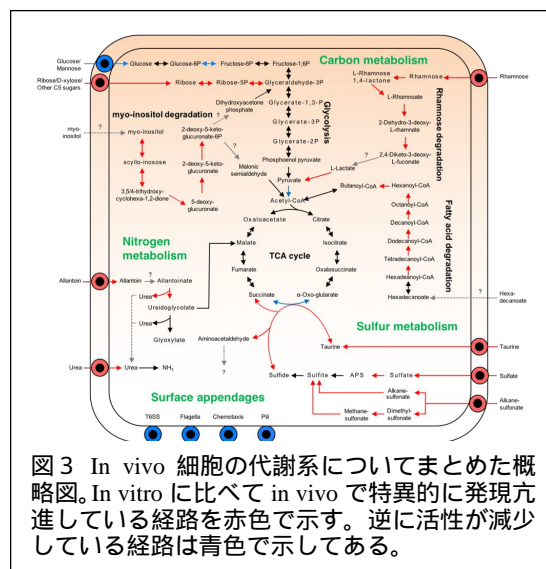 Carbon metabolism
Glucose/
Mannose
Glucose
Glucose-6P
Fructose-6P
Fructose-1,6P
Ribose/D-xylose/
Other C5 sugars
Ribose
Ribose-5P
Glyceraldehyde-3P
Dihydroxyacetone
phosphate
Glycerate-1,3-P
Glycerate-3P
Glycerate-2P
Phosphoenol pyruvate
Pyruvate
Acetyl-CoA
Glycolysis
L-Rhamnose
1,4-lactone
Rhamnose
Rhamnose
L-Rhamnoate
2-Dehydro-3-deoxy-
L-rhamnate
2,4-Diketo-3-deoxy-
L-fuconate
?
L-Lactate
Rhamnose degradation
myo-inositol degradation
myo-
inositol
?
myo-inositol
scyllo-inosose
3,5/4-trihydroxy-
cyclohexa-1,2-dione
5-deoxy-
glucuronate
2-deoxy-5-keto-
glucuronate
2-deoxy-5-keto-
glucuronate-6P
?
?
Malonic
semialdehyde
Butanoyl-CoA
Hexanoyl-CoA
Octanoyl-CoA
Decanoyl-CoA
Dodecanoyl-CoA
Tetradecanoyl-CoA
Hexadeanoyl-CoA
Hexadecanoate
Hexa-
decanoate
Fatty acid degradation
TCA cycle
Oxaloacetate
Citrate
Malate
Isocitrate
Fumarate
Oxalosuccinate
Succinate
α-Oxo-glutarate
Nitrogen
metabolism
Allantoin
Allantoin
?
Allantoinate
Urea
Ureidoglycolate
Urea
Glyoxylate
Urea
Urea
NH₃
Aminoacetaldehyde
?
Sulfur metabolism
Taurine
Taurine
Sulfide
Sulfite
APS
Sulfate
Sulfate
Alkane-
sulfonate
Alkane-
sulfonate
Methane-
sulfonate
Dimethyl-
sulfonate
Surface appendages
T6SS
Flagella
Chemotaxis
Pili
図3 In vivo 細胞の代謝系についてまとめた概
略図。In vitro に比べて in vivo で特異的に発現亢
進している経路を赤色で示す。逆に活性が減少
している経路は青色で示してある。